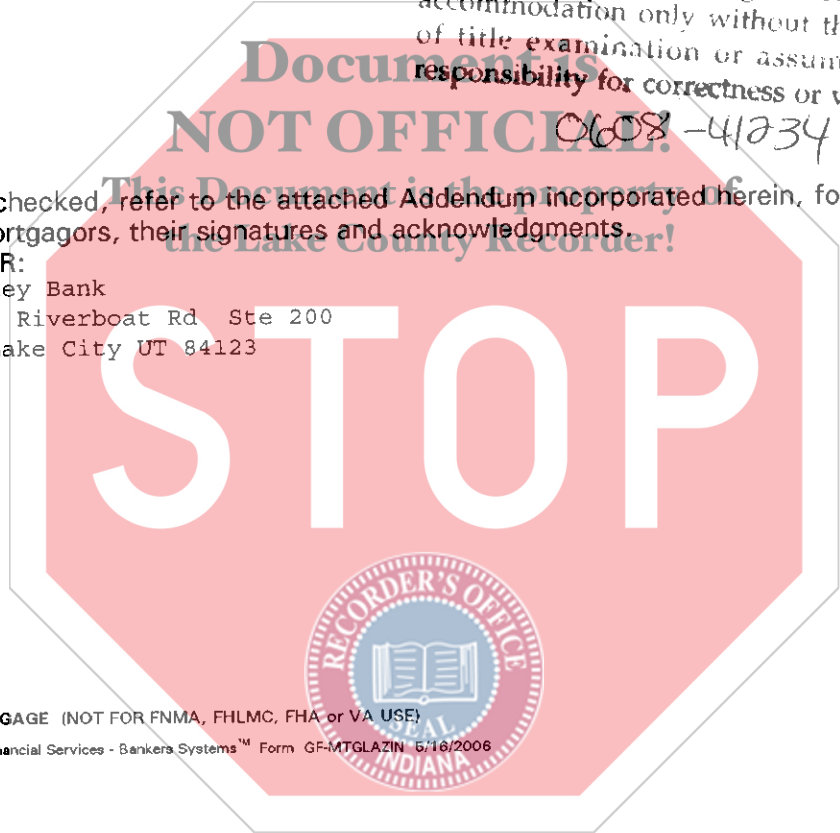 accommodation only without
of title examination or
responsibility for correctness or
Document is
NOT OFFICIAL!
0608-41234
This Document is the property of
the Lake County Recorder!
checked, refer to the attached Addendum incorporated herein, fo
ortgagors, their signatures and acknowledgments.
R:
ey Bank
Riverboat Rd Ste 200
ake City UT 84123
STOP
RECORDER'S OFFICE
SEAL
INDIANA
GAGE (NOT FOR FNMA, FHLMC, FHA or VA USE)
ancial Services - Bankers Systems™ Form GF-MTGLAZIN 5/16/2006